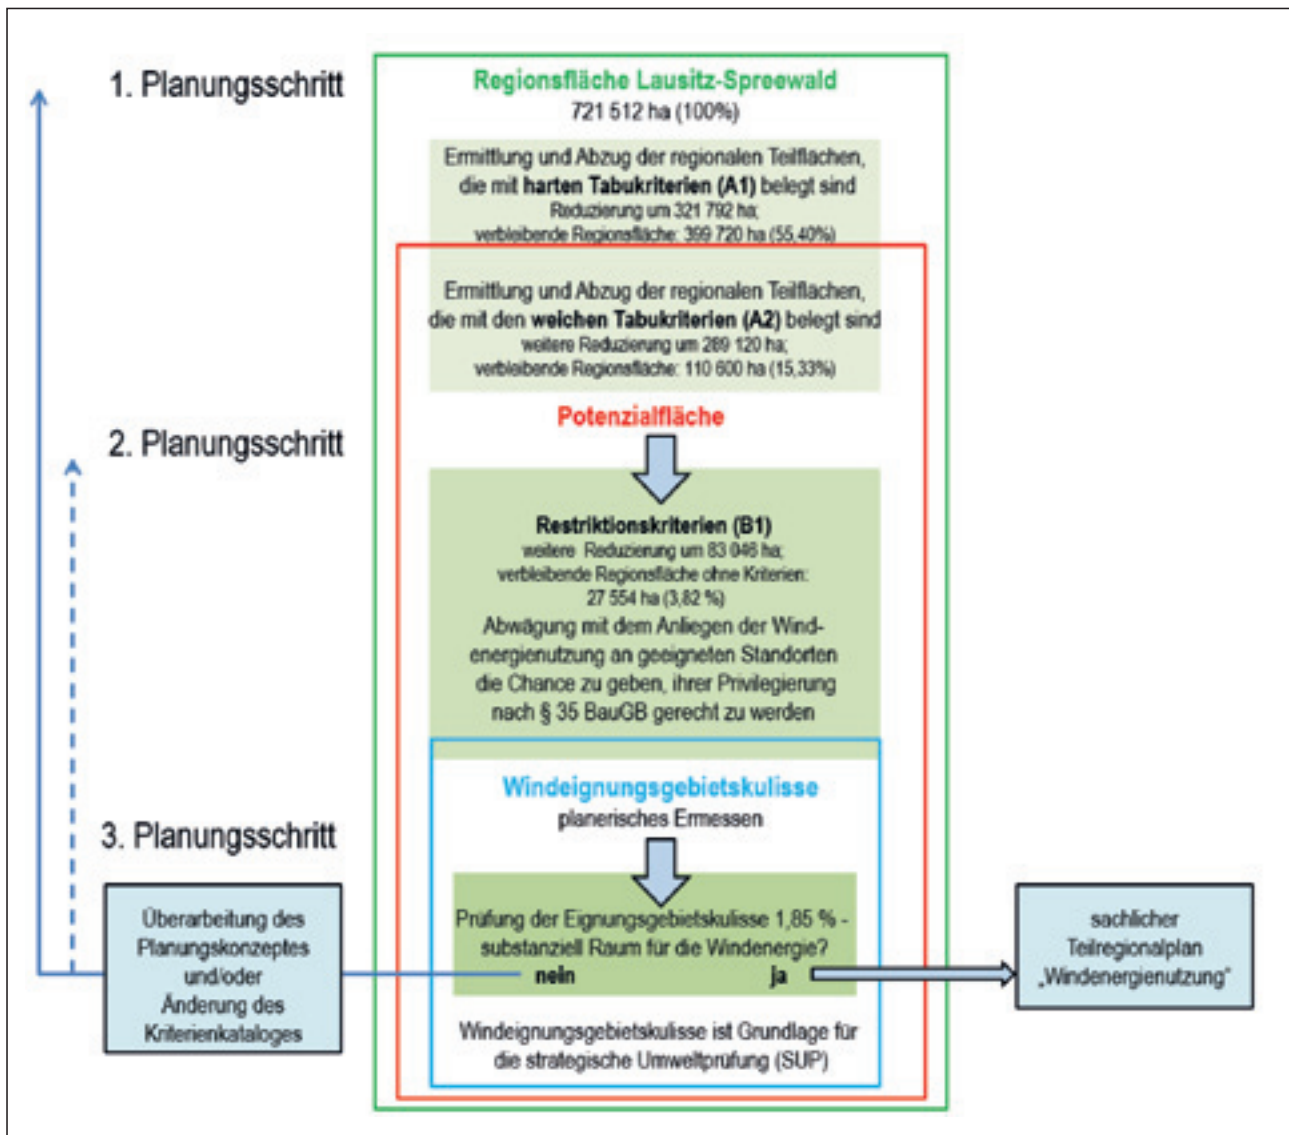 1. Planungsschritt
Regionsfläche Lausitz-Spreewald
721 512 ha (100%)
Ermittlung und Abzug der regionalen Teilflächen,
die mit harten Tabukriterien (A1) belegt sind
Reduzierung um 321 792 ha;
verbleibende Regionsfläche: 399 720 ha (55,40%)
Ermittlung und Abzug der regionalen Teilflächen,
die mit den weichen Tabukriterien (A2) belegt sind
weitere Reduzierung um 289 120 ha;
verbleibende Regionsfläche: 110 600 ha (15,33%)
Potenzialfläche
2. Planungsschritt
Restriktionskriterien (B1)
weitere Reduzierung um 83 046 ha;
verbleibende Regionsfläche ohne Kriterien:
27 554 ha (3,82 %)
Abwägung mit dem Anliegen der Wind-
energienutzung an geeigneten Standorten
die Chance zu geben, ihrer Privilegierung
nach § 35 BauGB gerecht zu werden
Windeignungsgebietskulisse
planerisches Ermessen
3. Planungsschritt
Prüfung der Eignungsgebietskulisse 1,85 % -
substanziell Raum für die Windenergie?
nein ja
Windeignungsgebietskulisse ist Grundlage für
die strategische Umweltprüfung (SUP)
Überarbeitung des
Planungskonzeptes
und/oder
Änderung des
Kriterienkataloges
sachlicher
Teilregionalplan
„Windenergienutzung“